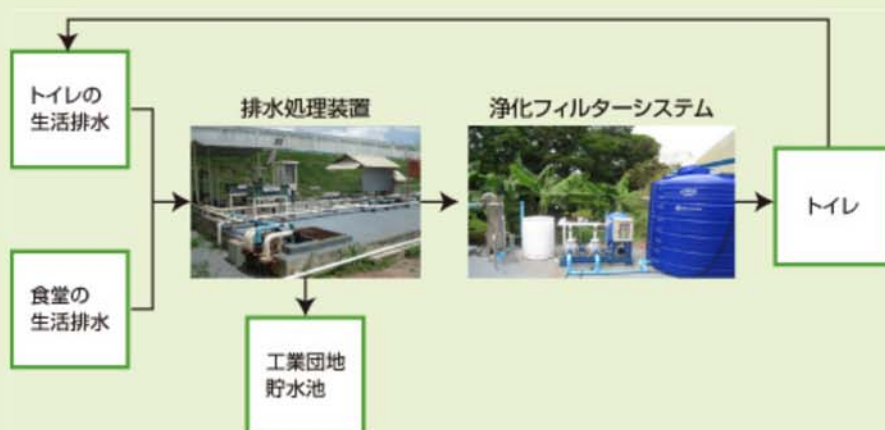 トイレの
生活排水
排水処理装置
浄化フィルターシステム
トイレ
食堂の
生活排水
工業団地
貯水池